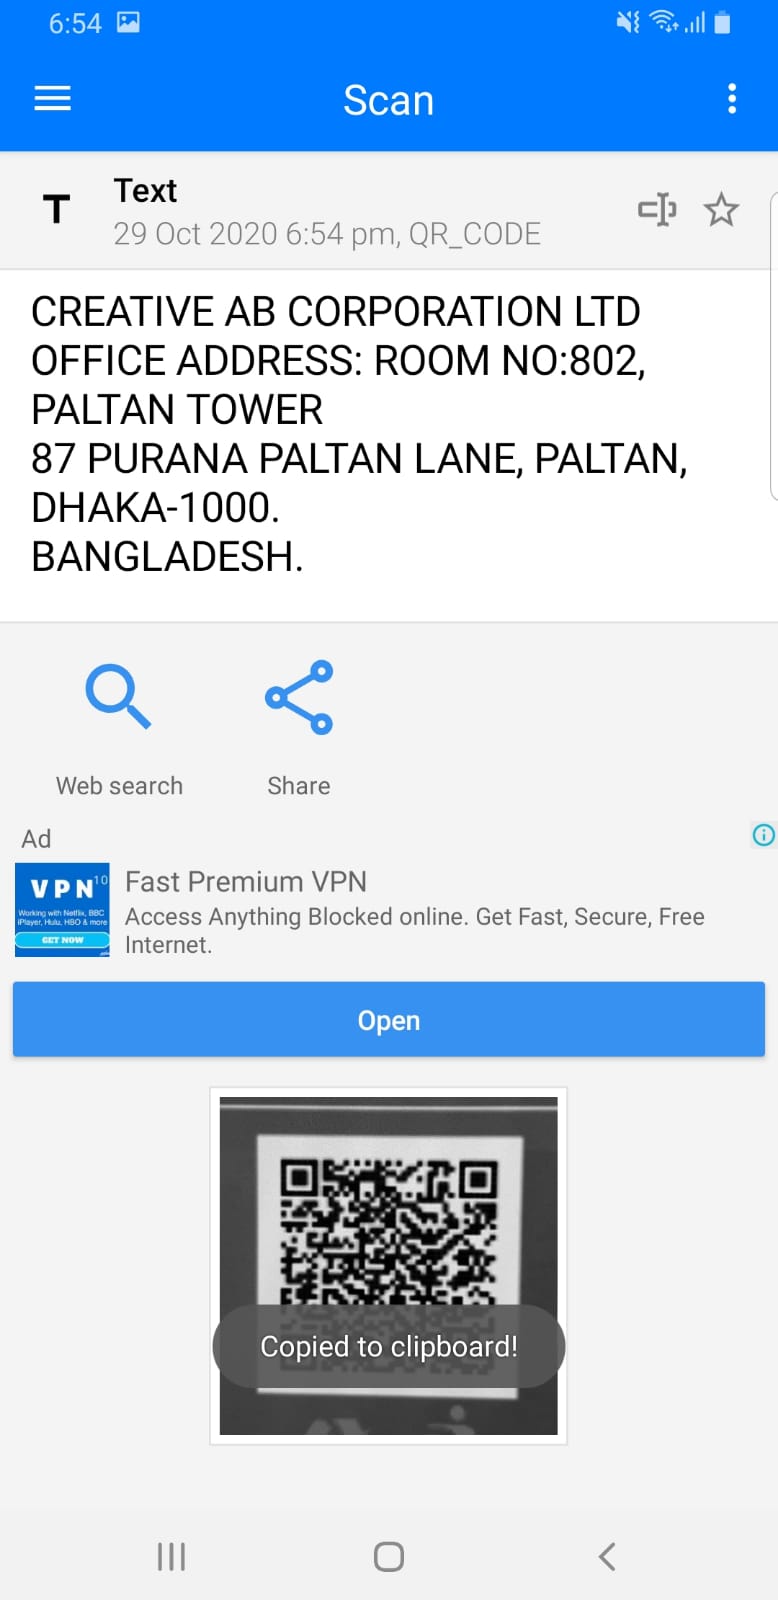 6:54
Scan
Text
29 Oct 2020 6:54 pm, QR_CODE
CREATIVE AB CORPORATION LTD
OFFICE ADDRESS: ROOM NO:802,
PALTAN TOWER
87 PURANA PALTAN LANE, PALTAN,
DHAKA-1000.
BANGLADESH.
Web search
Share
Ad
VPN10
Working with Netflix, BBC
iPlayer, Hulu, HBO & more
GET NOW
Fast Premium VPN
Access Anything Blocked online. Get Fast, Secure, Free
Internet.
Open
Copied to clipboard!